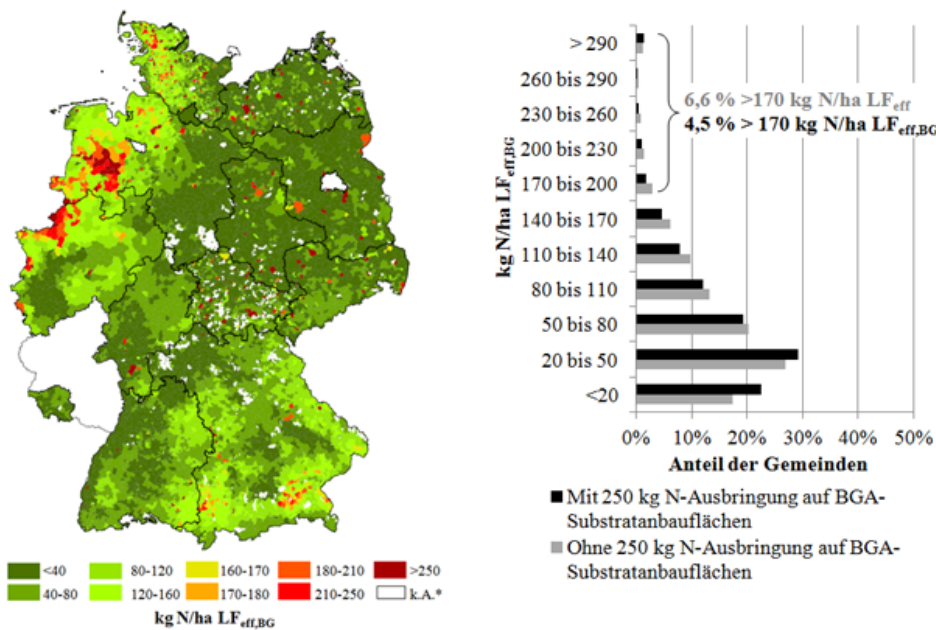 <40
80-120
160-170
180-210
>250
40-80
120-160
170-180
210-250
k.A.*
kg N/ha LFeff,BG
kg N/ha LFeff,BG
> 290
260 bis 290
230 bis 260
200 bis 230
170 bis 200
140 bis 170
110 bis 140
80 bis 110
50 bis 80
20 bis 50
<20
6,6 % >170 kg N/ha LFeff
4,5 % > 170 kg N/ha LFeff,BG
0% 10% 20% 30% 40% 50%
Anteil der Gemeinden
Mit 250 kg N-Ausbringung auf BGA-
Substratanbauflächen
Ohne 250 kg N-Ausbringung auf BGA-
Substratanbauflächen